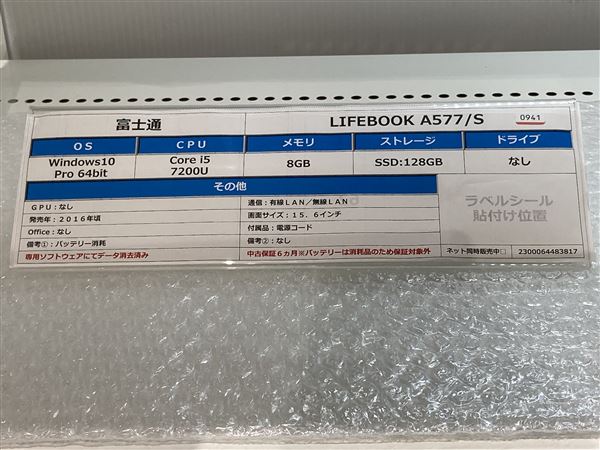 富士通 LIFEBOOK A577/S 0941
OS CPU メモリ ストレージ ドライブ
Windows10 Pro 64bit Core i5 7200U 8GB SSD:128GB なし
その他
GPU:なし 通信:有線LAN/無線LAN
発売年:2016年頃 画面サイズ:15.6インチ
Office:なし 付属品:電源コード
備考①:バッテリー消耗 備考②:なし
専用ソフトウェアにてデータ消去済み 中古保証6ヵ月※バッテリーは消耗品のため保証対象外
ラベルシール
貼付け位置
ネット同時販売中□ 2300064483817